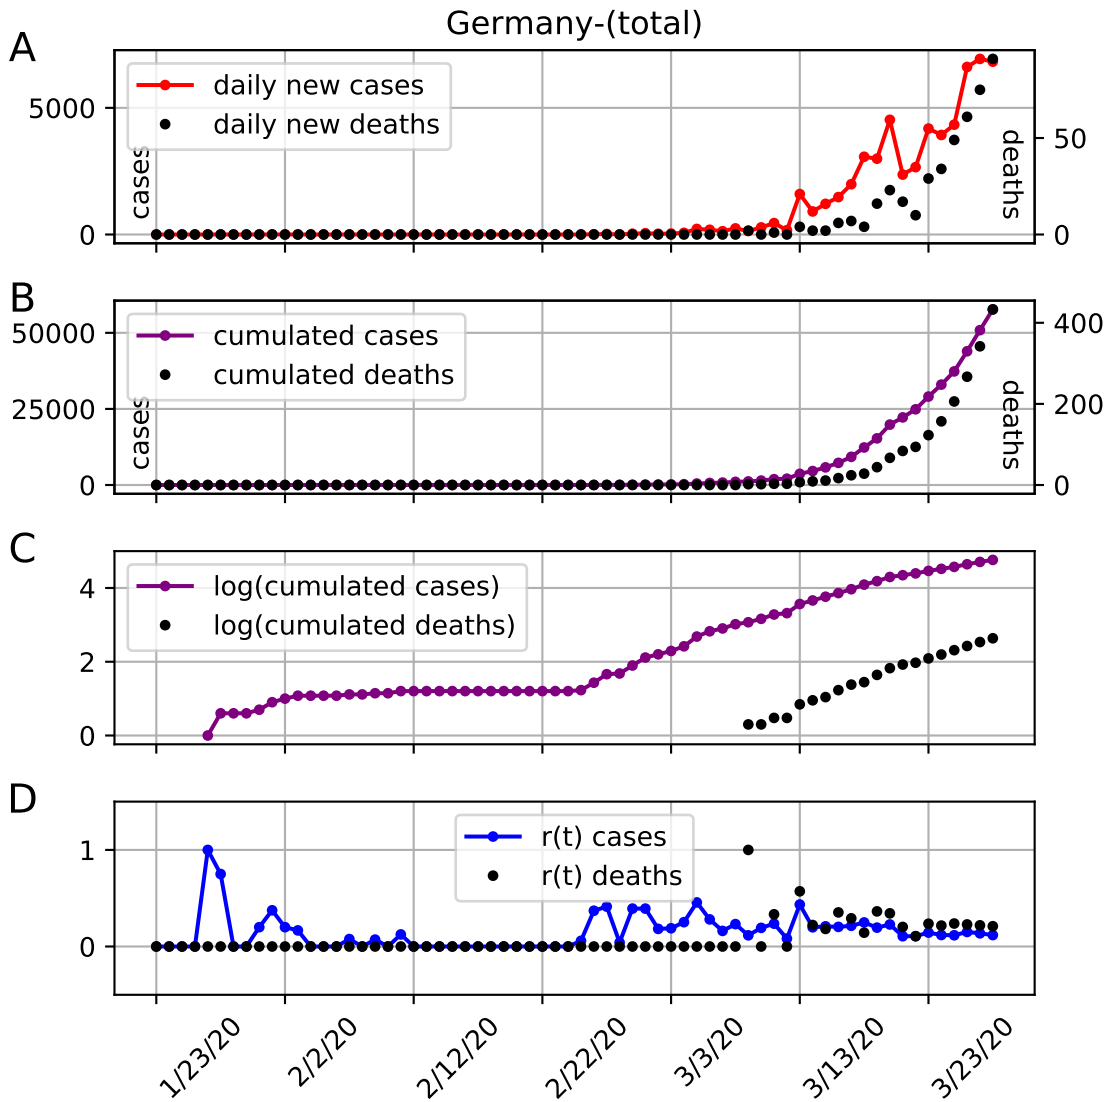 Germany-(total)
A
daily new cases
daily new deaths
5000
0
cases
50
0
deaths
B
cumulated cases
cumulated deaths
50000
25000
0
cases
400
200
0
deaths
C
log(cumulated cases)
log(cumulated deaths)
4
2
0
D
r(t) cases
r(t) deaths
1
0
1/23/20
2/2/20
2/12/20
2/22/20
3/3/20
3/13/20
3/23/20